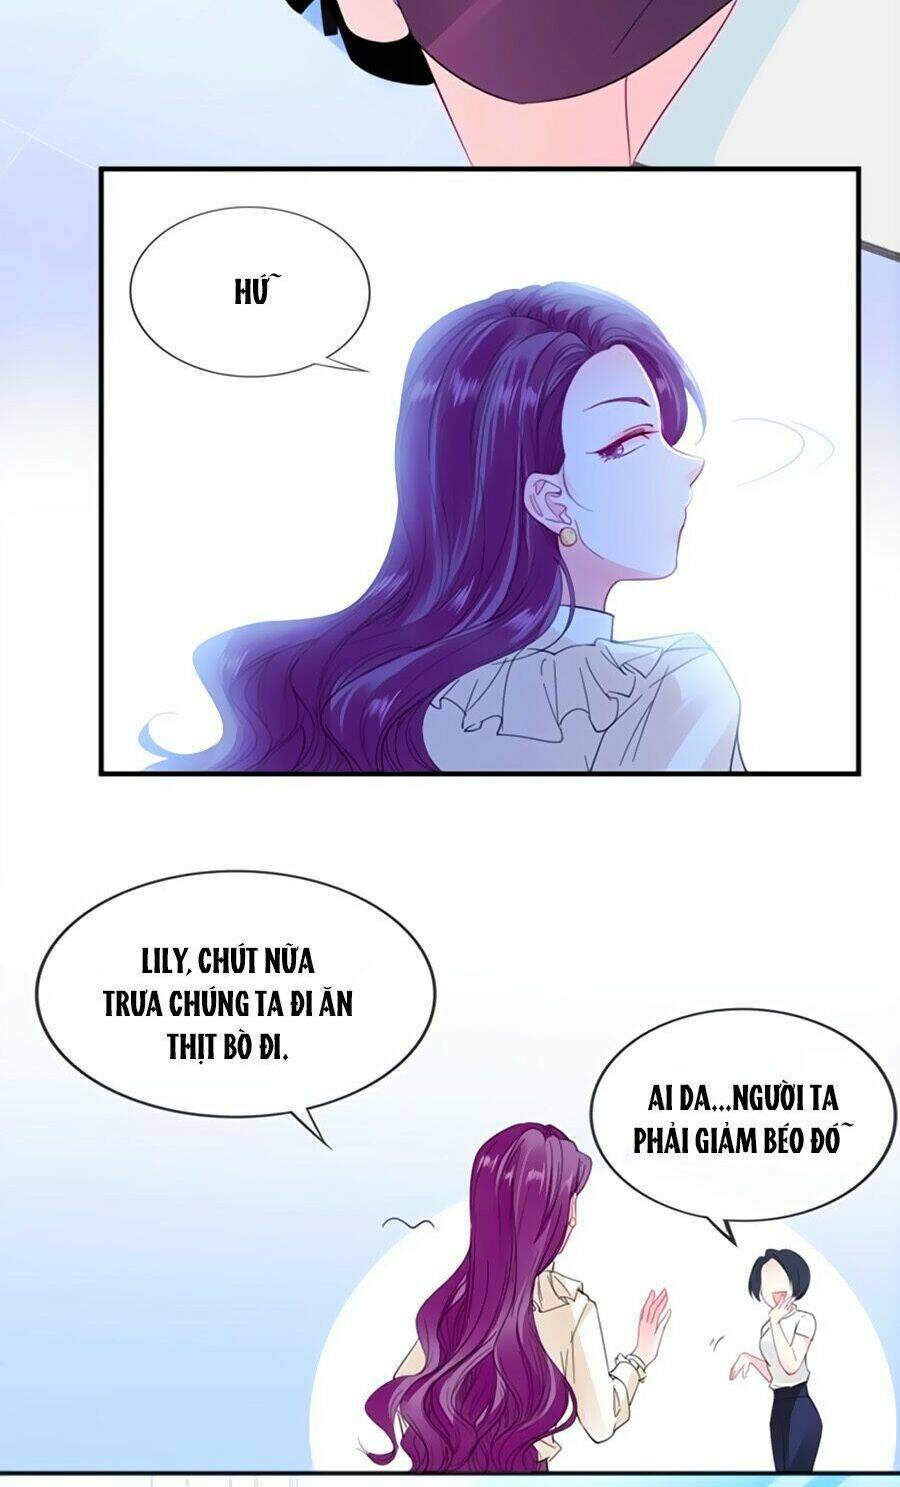 HỨ~
LILY, CHÚT NỮA
TRƯA CHÚNG TA ĐI ĂN
THỊT BÒ ĐI.
AI DA...NGƯỜI TA
PHẢI GIẢM BÉO ĐÓ~